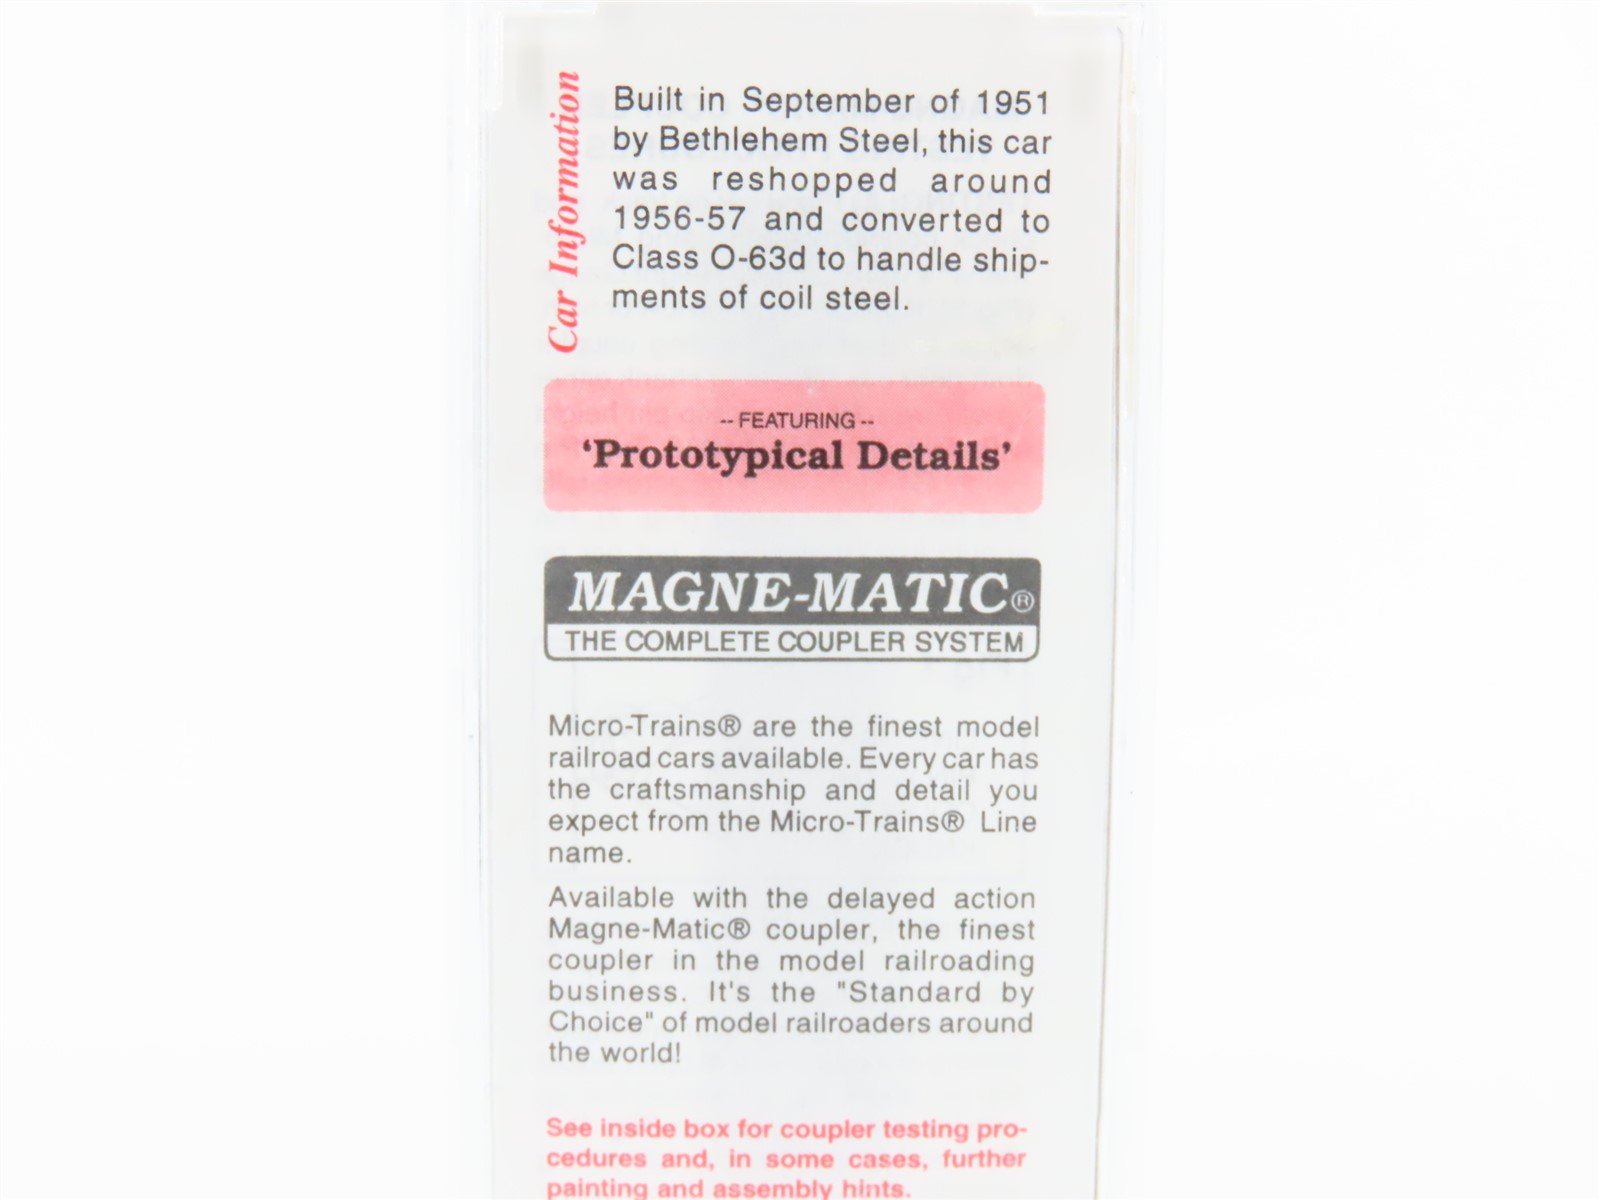 Car Information
Built in September of 1951
by Bethlehem Steel, this car
was reshopped around
1956-57 and converted to
Class O-63d to handle ship-
ments of coil steel.
-- FEATURING --
‘Prototypical Details’
MAGNE-MATIC®
THE COMPLETE COUPLER SYSTEM
Micro-Trains® are the finest model
railroad cars available. Every car has
the craftsmanship and detail you
expect from the Micro-Trains® Line
name.
Available with the delayed action
Magne-Matic® coupler, the finest
coupler in the model railroading
business. It's the "Standard by
Choice" of model railroaders around
the world!
See inside box for coupler testing pro-
cedures and, in some cases, further
painting and assembly hints.